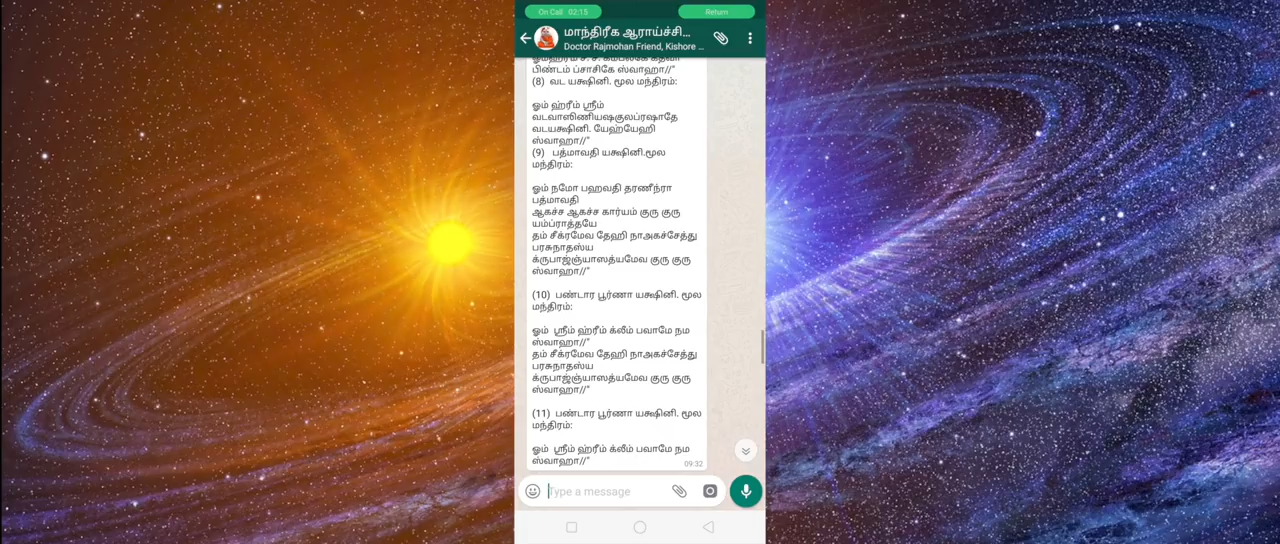 On Call 02:15
Return
மாந்திரீக ஆராய்ச்சி...
Doctor Rajmohan Friend, Kishore ...
பிண்டம் ப்சாசிகே ஸ்வாஹா//"
(8) வட யக்ஷினி. மூல மந்திரம்:
ஓம் ஹ்ரீம் ஸ்ரீம்
வடவாஸிணியஷகுலப்ரஷாதே
வடயக்ஷினி. யேஹ்யேஹி
ஸ்வாஹா//"
(9) பத்மாவதி யக்ஷினி.மூல
மந்திரம்:
ஓம் நமோ பஹவதி தரணீந்ரா
பத்மாவதி
ஆகச்ச ஆகச்ச கார்யம் குரு குரு
யம்ப்ராத்தயே
தம் சீக்ரமேவ தேஹி நாஅகச்சேத்து
பரசுநாதஸ்ய
க்ருபாஜ்ஞ்யாஸத்யமேவ குரு குரு
ஸ்வாஹா//"
(10) பண்டார பூர்ணா யக்ஷினி. மூல
மந்திரம்:
ஓம் ஸ்ரீம் ஹ்ரீம் க்லீம் பவாமே நம
ஸ்வாஹா//"
தம் சீக்ரமேவ தேஹி நாஅகச்சேத்து
பரசுநாதஸ்ய
க்ருபாஜ்ஞ்யாஸத்யமேவ குரு குரு
ஸ்வாஹா//"
(11) பண்டார பூர்ணா யக்ஷினி. மூல
மந்திரம்:
ஓம் ஸ்ரீம் ஹ்ரீம் க்லீம் பவாமே நம
ஸ்வாஹா//"
09:32
Type a message